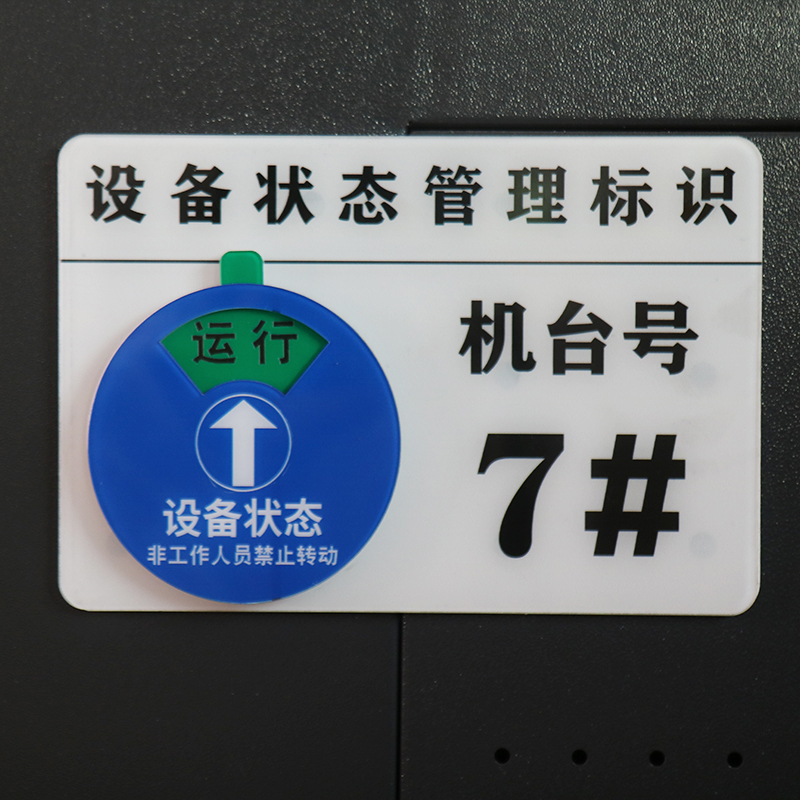 设备状态管理标识
运行
设备状态
非工作人员禁止转动
机台号
7#